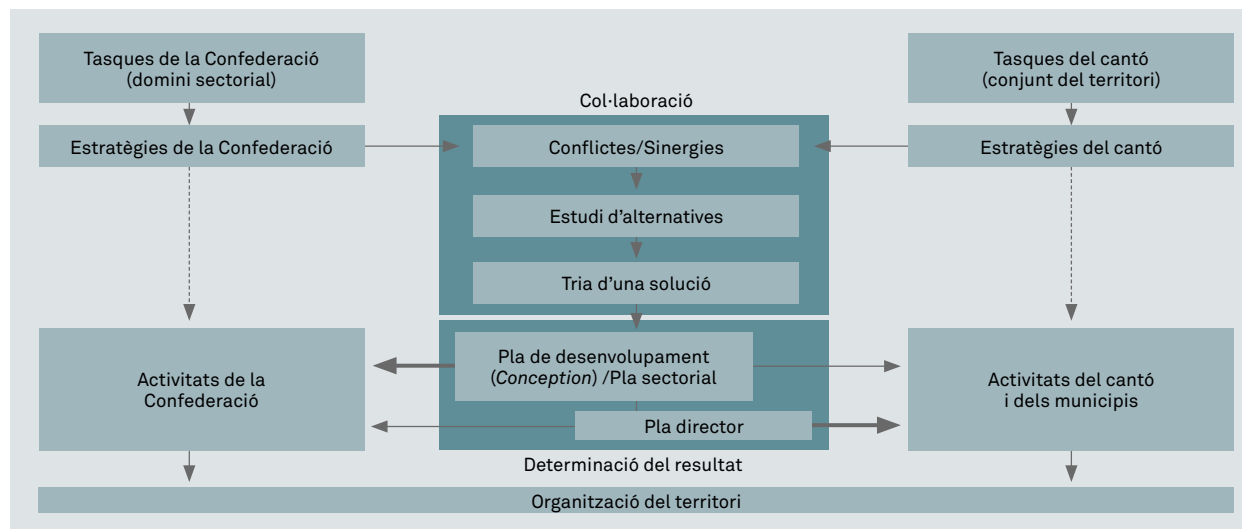 Tasques de la Confederació
(domini sectorial)
Tasques del cantó
(conjunt del territori)
Col·laboració
Estratègies de la Confederació
Conflictes/Sinergies
Estratègies del cantó
Estudi d’alternatives
Tria d’una solució
Pla de desenvolupament
(Conception) /Pla sectorial
Activitats de la
Confederació
Activitats del cantó
i dels municipis
Pla director
Determinació del resultat
Organització del territori